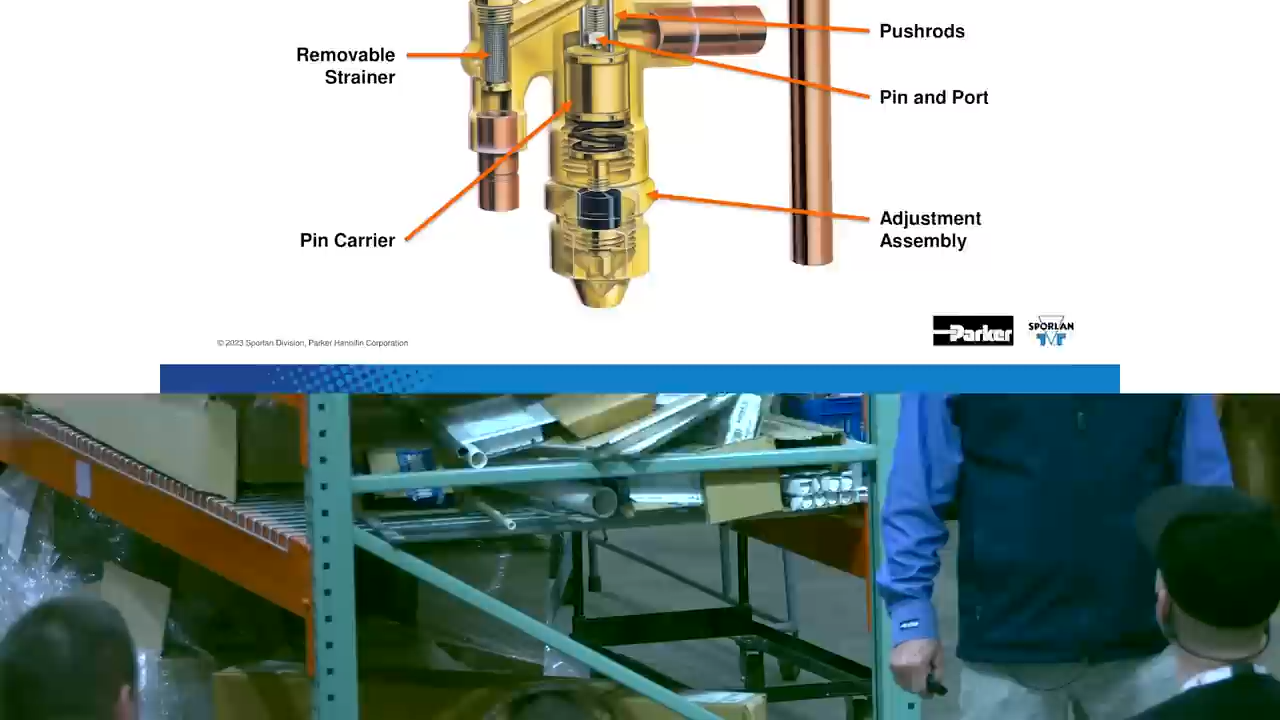 Pushrods
Removable
Strainer
Pin and Port
Adjustment
Assembly
Pin Carrier
© 2023 Sporlan Division, Parker Hannifin Corporation
Parker
SPORLAN